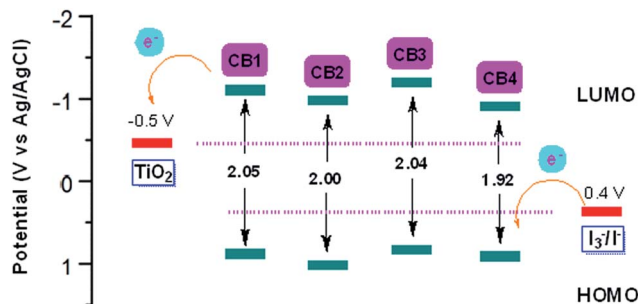 -2
e⁻
CB1
CB2
CB3
CB4
-1
LUMO
-0.5 V
TiO₂
0
2.05
2.00
2.04
1.92
e⁻
0.4 V
I₃⁻/I⁻
1
HOMO
Potential (V vs Ag/AgCl)